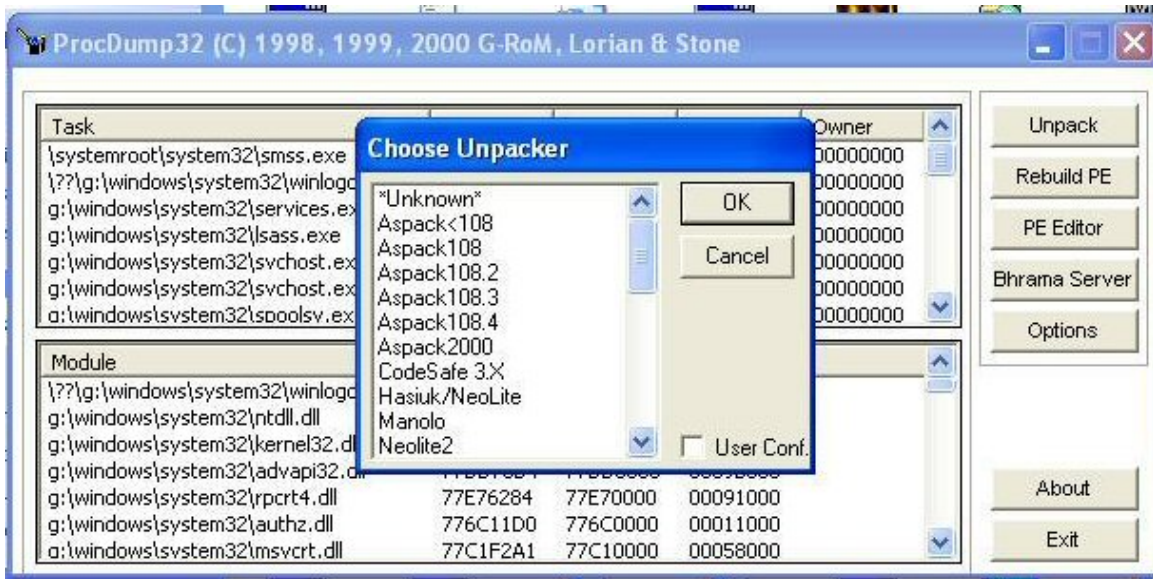 ProcDump32 (C) 1998, 1999, 2000 G-RoM, Lorian & Stone
Task Owner
\systemroot\system32\smss.exe 00000000
\??\g:\windows\system32\winlogo 00000000
g:\windows\system32\services.ex 00000000
g:\windows\system32\lsass.exe 00000000
g:\windows\system32\svchost.ex 00000000
g:\windows\system32\svchost.ex 00000000
g:\windows\system32\spoolsv.ex 00000000
Choose Unpacker
*Unknown*
Aspack<108
Aspack108
Aspack108.2
Aspack108.3
Aspack108.4
Aspack2000
CodeSafe 3.X
Hasiuk/NeoLite
Manolo
Neolite2
OK
Cancel
User Conf.
Module
\??\g:\windows\system32\winlogo
g:\windows\system32\ntdll.dll
g:\windows\system32\kernel32.dl
g:\windows\system32\advapi32.dll
g:\windows\system32\rpcrt4.dll 77E76284 77E70000 00091000
g:\windows\system32\authz.dll 776C11D0 776C0000 00011000
g:\windows\system32\msvcrt.dll 77C1F2A1 77C10000 00058000
Unpack
Rebuild PE
PE Editor
Bhrama Server
Options
About
Exit